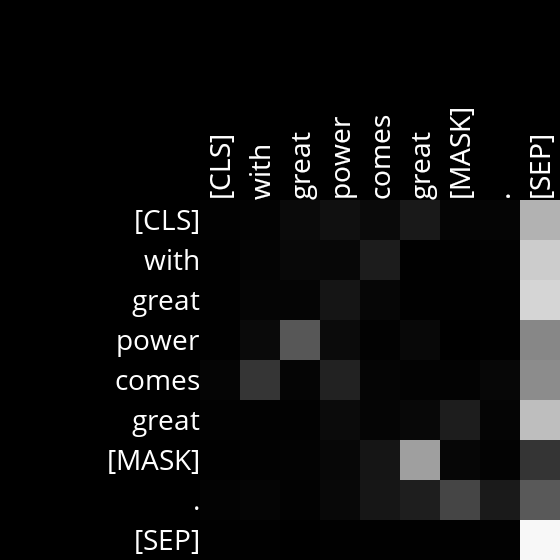 [CLS] with great power comes great [MASK] . [SEP]
[CLS]
with
great
power
comes
great
[MASK]
.
[SEP]